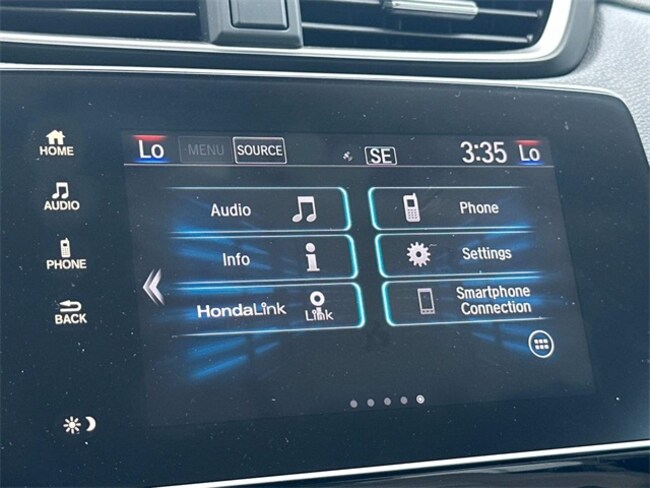 HOME
AUDIO
PHONE
BACK
Lo MENU SOURCE SE 3:35 Lo
Audio
Phone
Info
Settings
HondaLink Link
Smartphone
Connection